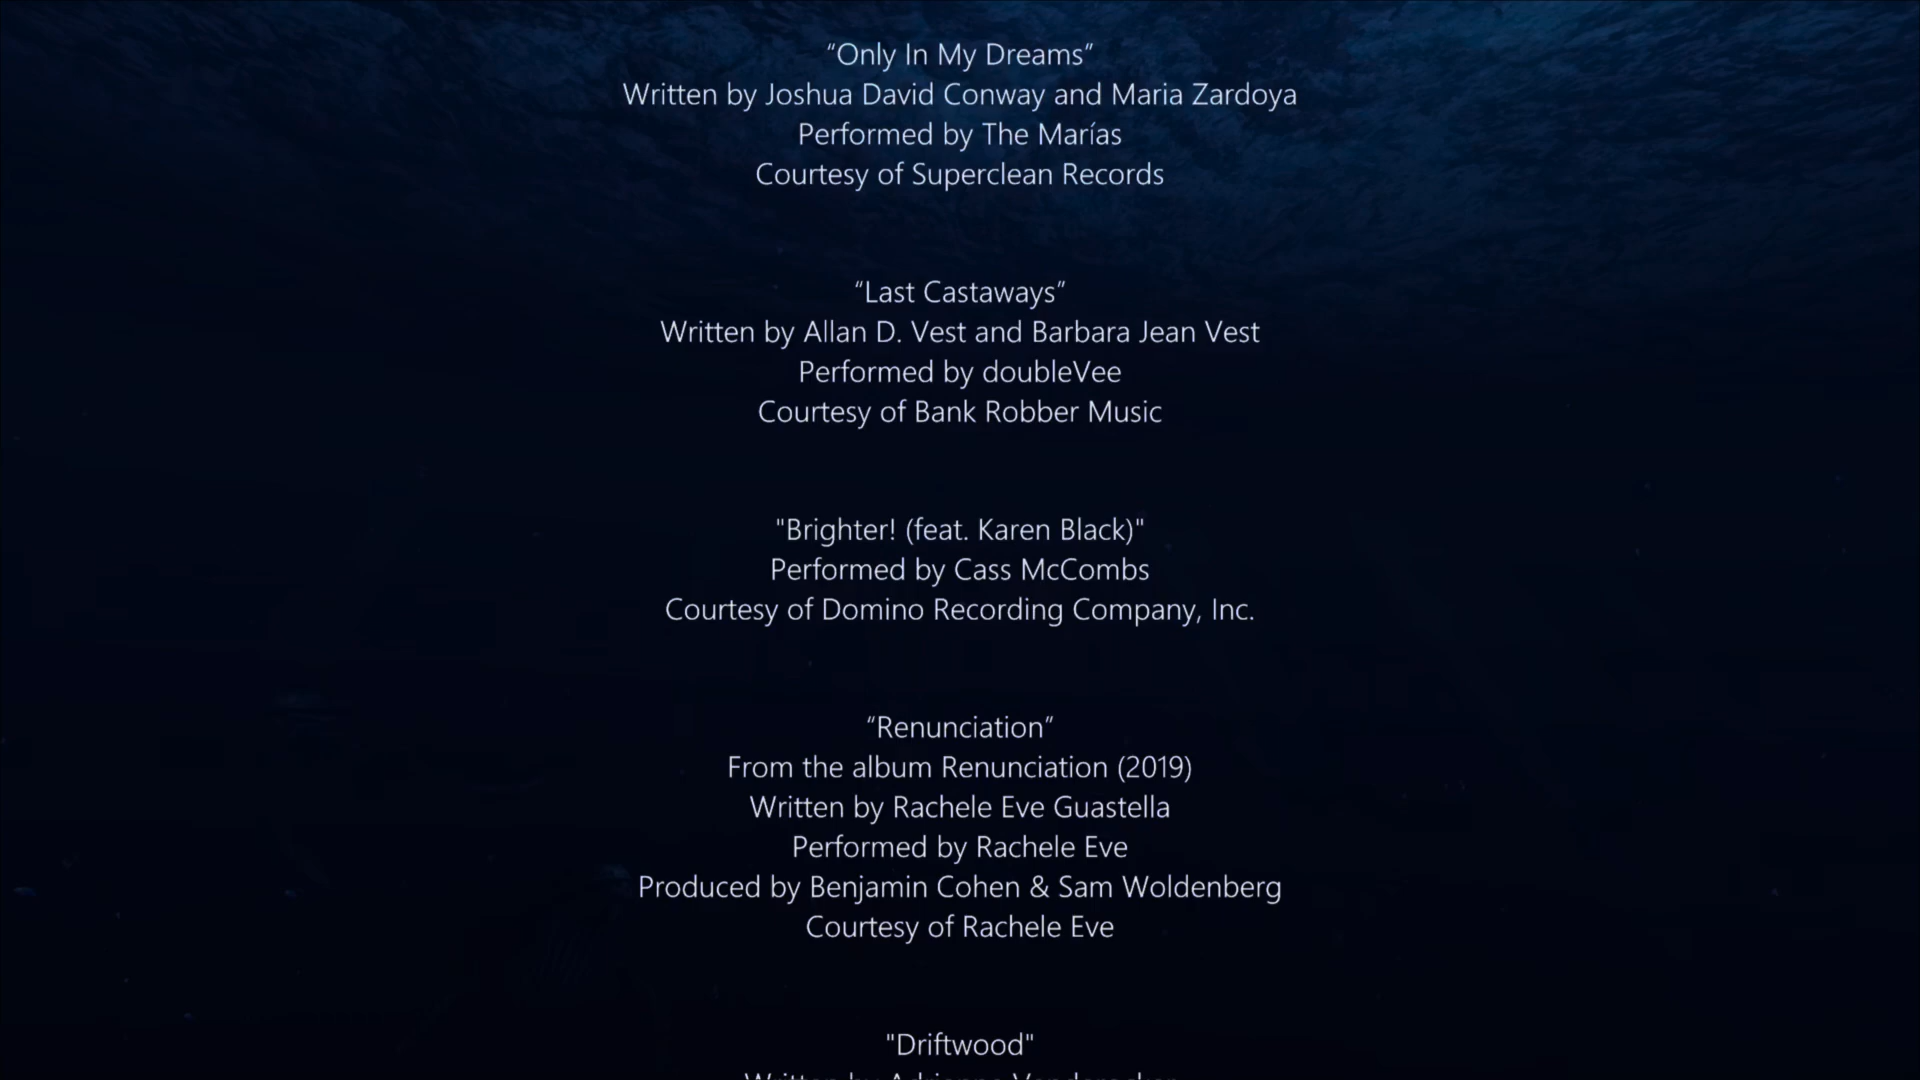 “Only In My Dreams”
Written by Joshua David Conway and Maria Zardoya
Performed by The Marías
Courtesy of Superclean Records
“Last Castaways”
Written by Allan D. Vest and Barbara Jean Vest
Performed by doubleVee
Courtesy of Bank Robber Music
"Brighter! (feat. Karen Black)"
Performed by Cass McCombs
Courtesy of Domino Recording Company, Inc.
“Renunciation”
From the album Renunciation (2019)
Written by Rachele Eve Guastella
Performed by Rachele Eve
Produced by Benjamin Cohen & Sam Woldenberg
Courtesy of Rachele Eve
"Driftwood"
Written by